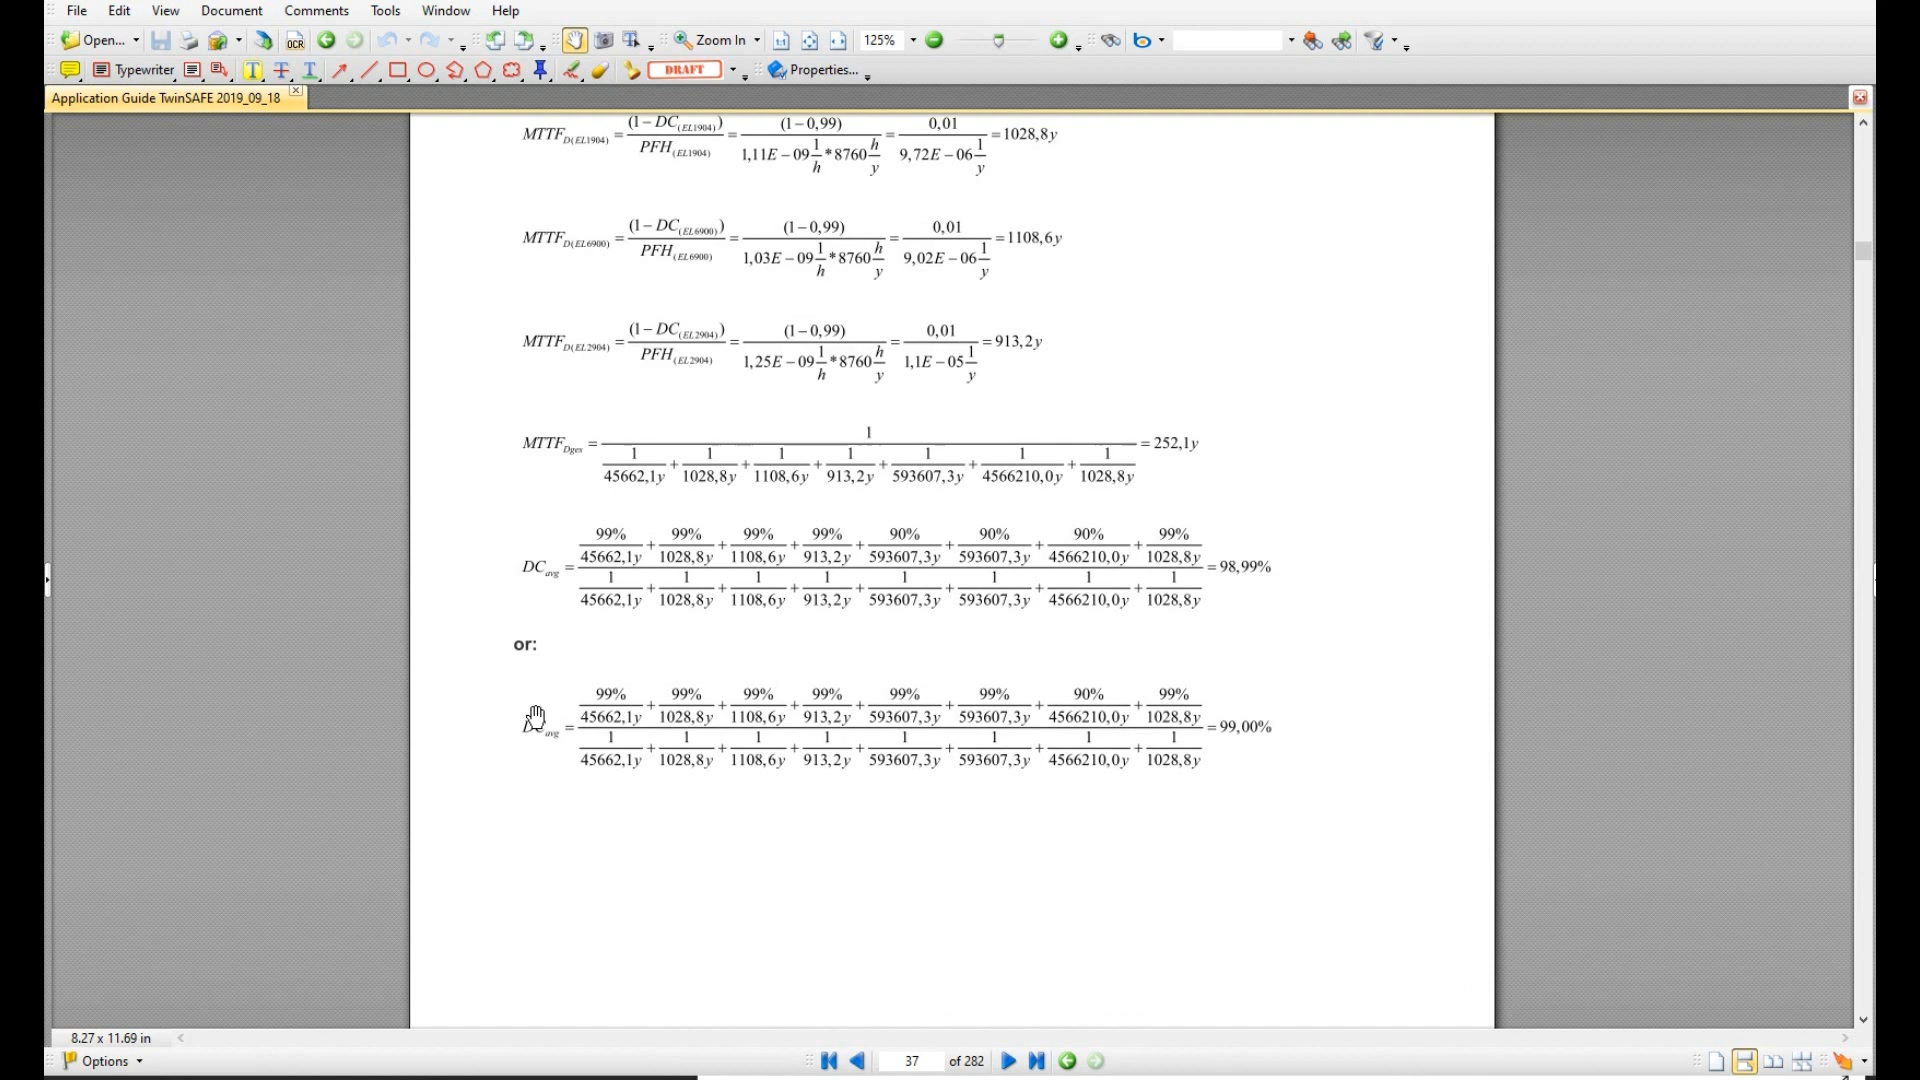 File Edit View Document Comments Tools Window Help
Open... OCR Zoom In 1:1 125%
Typewriter T T T DRAFT Properties...
Application Guide TwinSAFE 2019_09_18
MTTF_D(EL1904) = (1−DC_(EL1904)) / PFH_(EL1904) = (1−0,99) / (1,11E−09 1/h * 8760 h/y) = 0,01 / (9,72E−06 1/y) = 1028,8y
MTTF_D(EL6900) = (1−DC_(EL6900)) / PFH_(EL6900) = (1−0,99) / (1,03E−09 1/h * 8760 h/y) = 0,01 / (9,02E−06 1/y) = 1108,6y
MTTF_D(EL2904) = (1−DC_(EL2904)) / PFH_(EL2904) = (1−0,99) / (1,25E−09 1/h * 8760 h/y) = 0,01 / (1,1E−05 1/y) = 913,2y
MTTF_Dges = 1 / (1/45662,1y + 1/1028,8y + 1/1108,6y + 1/913,2y + 1/593607,3y + 1/4566210,0y + 1/1028,8y) = 252,1y
DC_avg = (99%/45662,1y + 99%/1028,8y + 99%/1108,6y + 99%/913,2y + 90%/593607,3y + 90%/593607,3y + 90%/4566210,0y + 99%/1028,8y) / (1/45662,1y + 1/1028,8y + 1/1108,6y + 1/913,2y + 1/593607,3y + 1/593607,3y + 1/4566210,0y + 1/1028,8y) = 98,99%
or:
DC_avg = (99%/45662,1y + 99%/1028,8y + 99%/1108,6y + 99%/913,2y + 99%/593607,3y + 99%/593607,3y + 90%/4566210,0y + 99%/1028,8y) / (1/45662,1y + 1/1028,8y + 1/1108,6y + 1/913,2y + 1/593607,3y + 1/593607,3y + 1/4566210,0y + 1/1028,8y) = 99,00%
8.27 x 11.69 in
Options 37 of 282